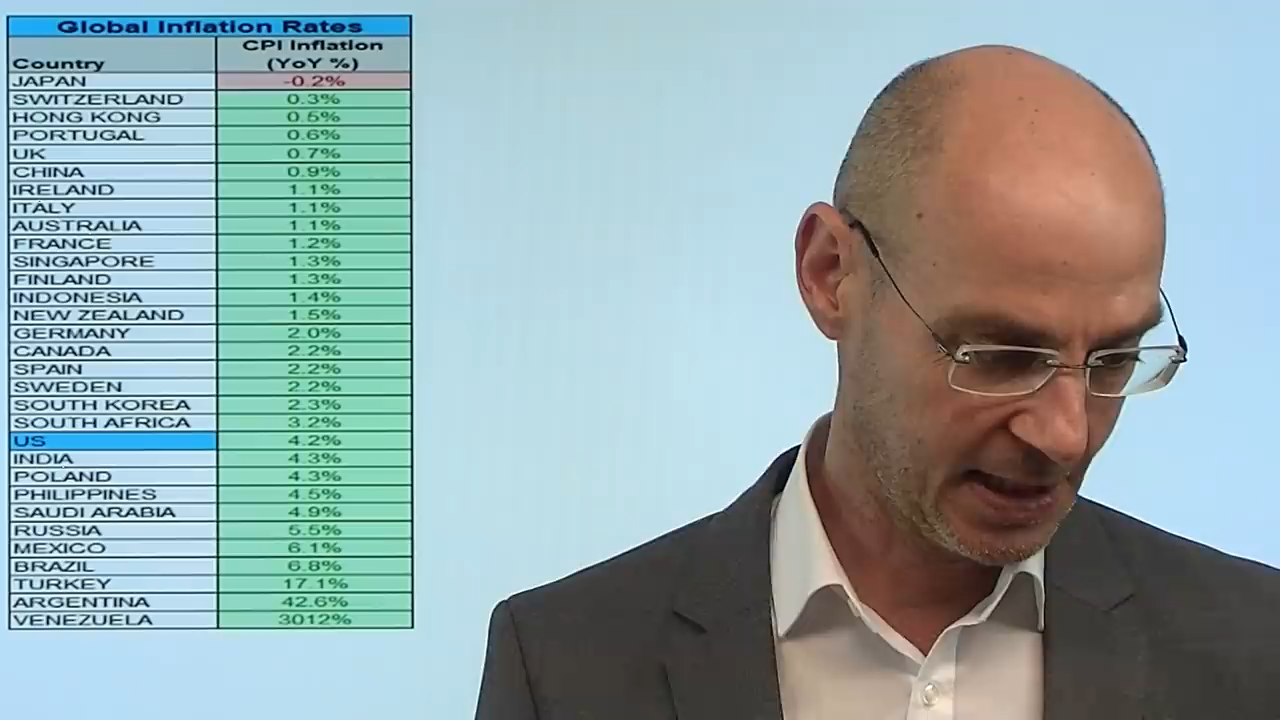 Global Inflation Rates
Country CPI Inflation (YoY %)
JAPAN -0.2%
SWITZERLAND 0.3%
HONG KONG 0.5%
PORTUGAL 0.6%
UK 0.7%
CHINA 0.9%
IRELAND 1.1%
ITALY 1.1%
AUSTRALIA 1.1%
FRANCE 1.2%
SINGAPORE 1.3%
FINLAND 1.3%
INDONESIA 1.4%
NEW ZEALAND 1.5%
GERMANY 2.0%
CANADA 2.2%
SPAIN 2.2%
SWEDEN 2.2%
SOUTH KOREA 2.3%
SOUTH AFRICA 3.2%
US 4.2%
INDIA 4.3%
POLAND 4.3%
PHILIPPINES 4.5%
SAUDI ARABIA 4.9%
RUSSIA 5.5%
MEXICO 6.1%
BRAZIL 6.8%
TURKEY 17.1%
ARGENTINA 42.6%
VENEZUELA 3012%